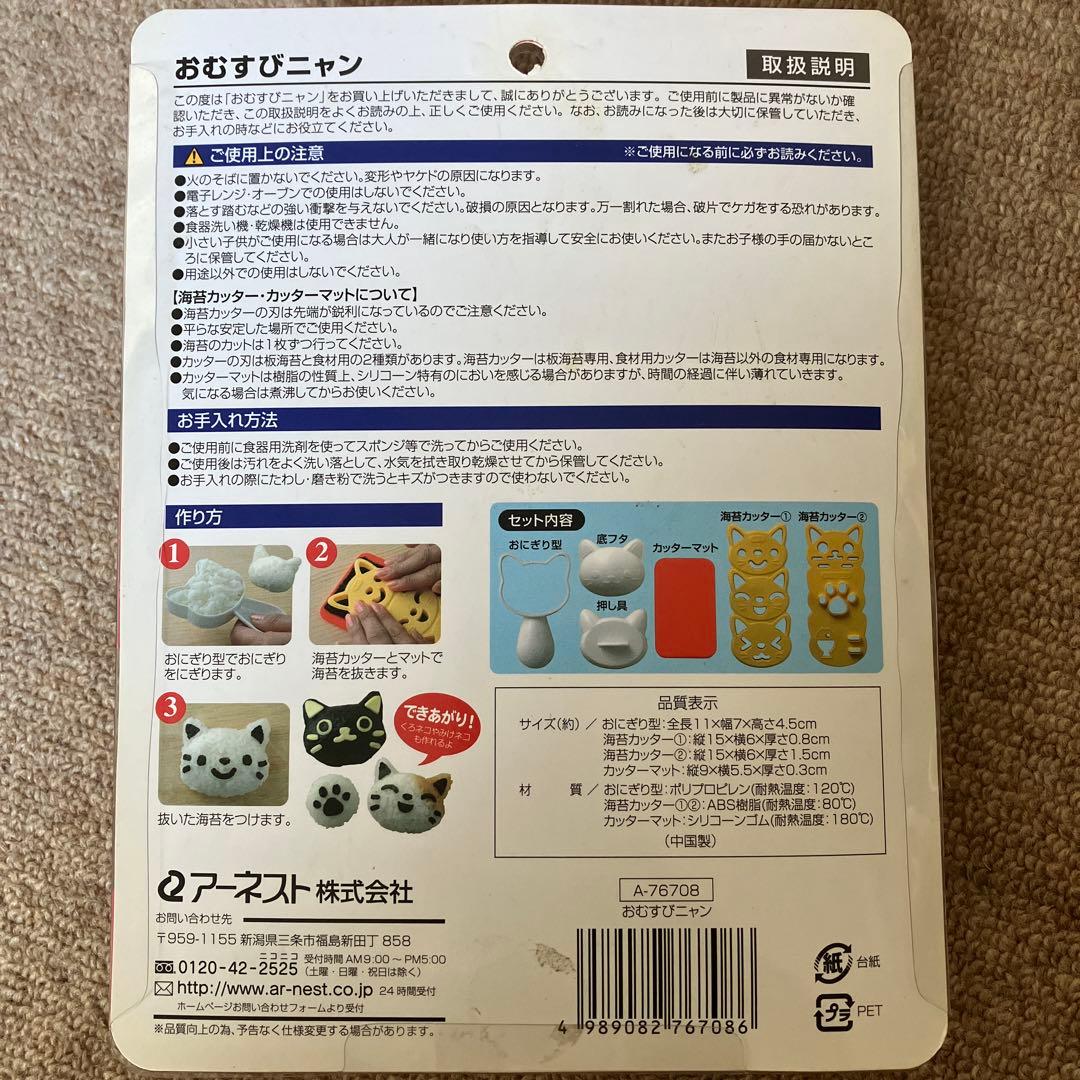 おむすびニャン
取扱説明
この度は「おむすびニャン」をお買い上げいただきまして、誠にありがとうございます。ご使用前に製品に異常がないか確
認いただき、この取扱説明をよくお読みの上、正しくご使用ください。なお、お読みになった後は大切に保管していただき、
お手入れの時などにお役立てください。
ご使用上の注意
※ご使用になる前に必ずお読みください。
●火のそばに置かないでください。変形やヤケドの原因になります。
●電子レンジ・オーブンでの使用はしないでください。
●落とす踏むなどの強い衝撃を与えないでください。破損の原因となります。万一割れた場合、破片でケガをする恐れがあります。
●食器洗い機・乾燥機は使用できません。
●小さい子供がご使用になる場合は大人が一緒になり使い方を指導して安全にお使いください。またお子様の手の届かないとこ
ろに保管してください。
●用途以外での使用はしないでください。
【海苔カッター・カッターマットについて】
●海苔カッターの刃は先端が鋭利になっているのでご注意ください。
●平らな安定した場所でご使用ください。
●海苔のカットは1枚ずつ行ってください。
●カッターの刃は板海苔と食材用の2種類があります。海苔カッターは板海苔専用、食材用カッターは海苔以外の食材専用になります。
●カッターマットは樹脂の性質上、シリコーン特有のにおいを感じる場合がありますが、時間の経過に伴い薄れていきます。
気になる場合は煮沸してからお使いください。
お手入れ方法
●ご使用前に食器用洗剤を使ってスポンジ等で洗ってからご使用ください。
●ご使用後は汚れをよく洗い落として、水気を拭き取り乾燥させてから保管してください。
●お手入れの際にたわし・磨き粉で洗うとキズがつきますので使わないでください。
作り方
1
おにぎり型でおにぎり
をにぎります。
2
海苔カッターとマットで
海苔を抜きます。
3
抜いた海苔をつけます。
できあがり!
くろネコやみけネコ
も作れるよ
セット内容
おにぎり型
底フタ
押し具
カッターマット
海苔カッター①
海苔カッター②
品質表示
サイズ(約) / おにぎり型:全長11×幅7×高さ4.5cm
海苔カッター①:縦15×横6×厚さ0.8cm
海苔カッター②:縦15×横6×厚さ1.5cm
カッターマット:縦9×横5.5×厚さ0.3cm
材 質 / おにぎり型:ポリプロピレン(耐熱温度:120℃)
海苔カッター①②:ABS樹脂(耐熱温度:80℃)
カッターマット:シリコーンゴム(耐熱温度:180℃)
(中国製)
アーネスト株式会社
お問い合わせ先
〒959-1155 新潟県三条市福島新田丁858
ニコニコ
0120-42-2525 受付時間 AM9:00～PM5:00
(土曜・日曜・祝日は除く)
http://www.ar-nest.co.jp 24時間受付
ホームページお問い合わせフォームより受付
※品質向上の為、予告なく仕様変更する場合があります。
A-76708
おむすびニャン
4 989082 767086
紙 台紙
プラ PET